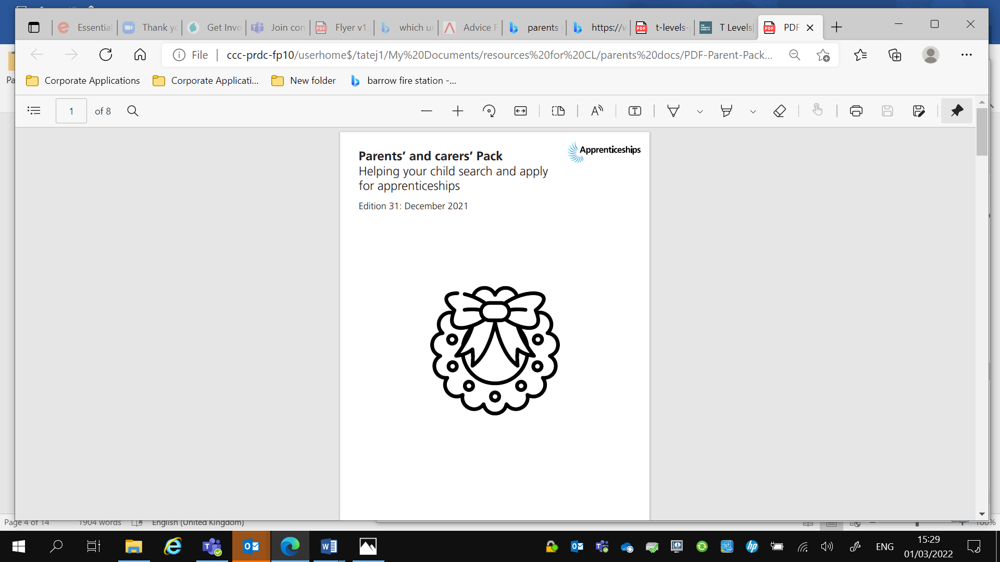 Essential
Thank yo
Get Invo
Join con
Flyer v1.
which ur
Advice F
parents
https://w
t-levels-
T Levels|
PDF
File
ccc-prdc-fp10/userhome$/tatej1/My%20Documents/resources%20for%20CL/parents%20docs/PDF-Parent-Pack...
Pa
Corporate Applications
Corporate Applicati...
New folder
barrow fire station -...
1 of 8
Parents’ and carers’ Pack
Helping your child search and apply
for apprenticeships
Edition 31: December 2021
Apprenticeships
Page 4 of 14
1904 words
English (United Kingdom)
100%
ENG
15:29
01/03/2022